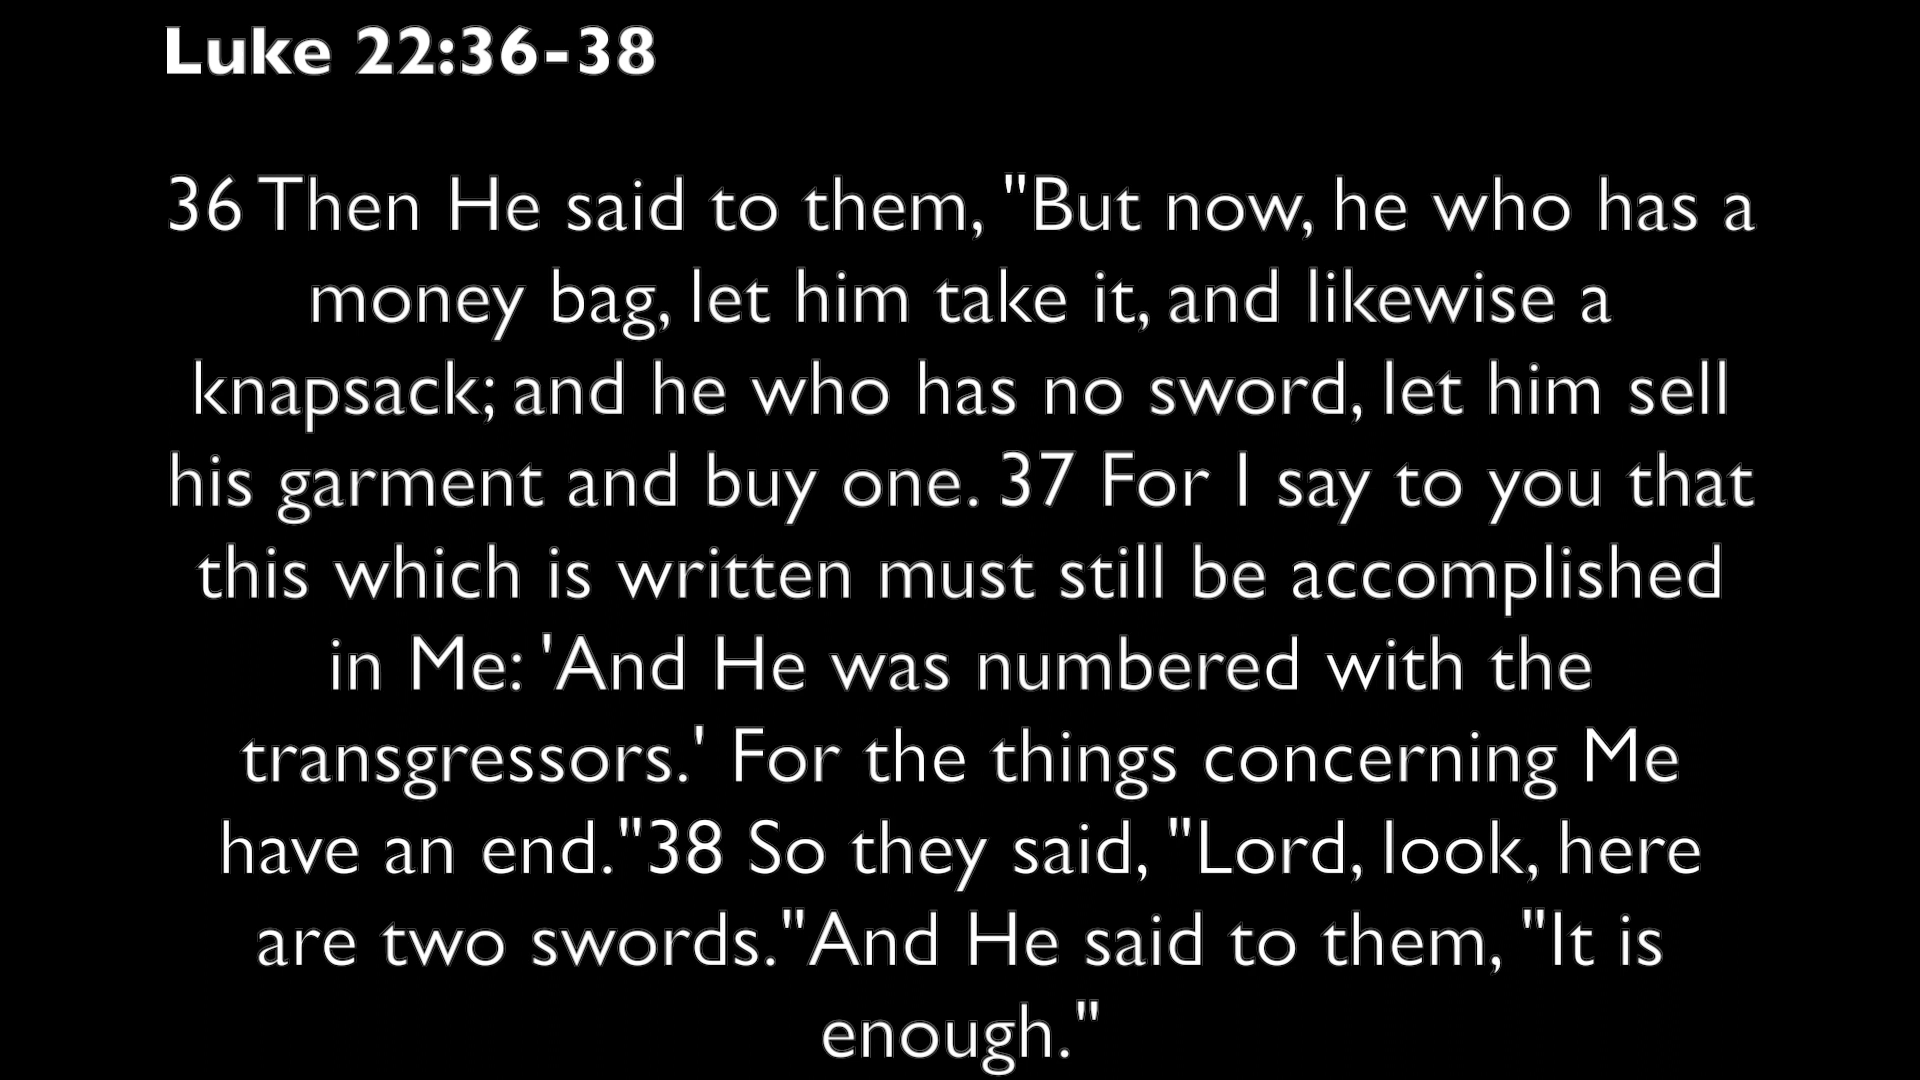 Luke 22:36-38
36 Then He said to them, "But now, he who has a
money bag, let him take it, and likewise a
knapsack; and he who has no sword, let him sell
his garment and buy one. 37 For I say to you that
this which is written must still be accomplished
in Me: 'And He was numbered with the
transgressors.' For the things concerning Me
have an end."38 So they said, "Lord, look, here
are two swords."And He said to them, "It is
enough."